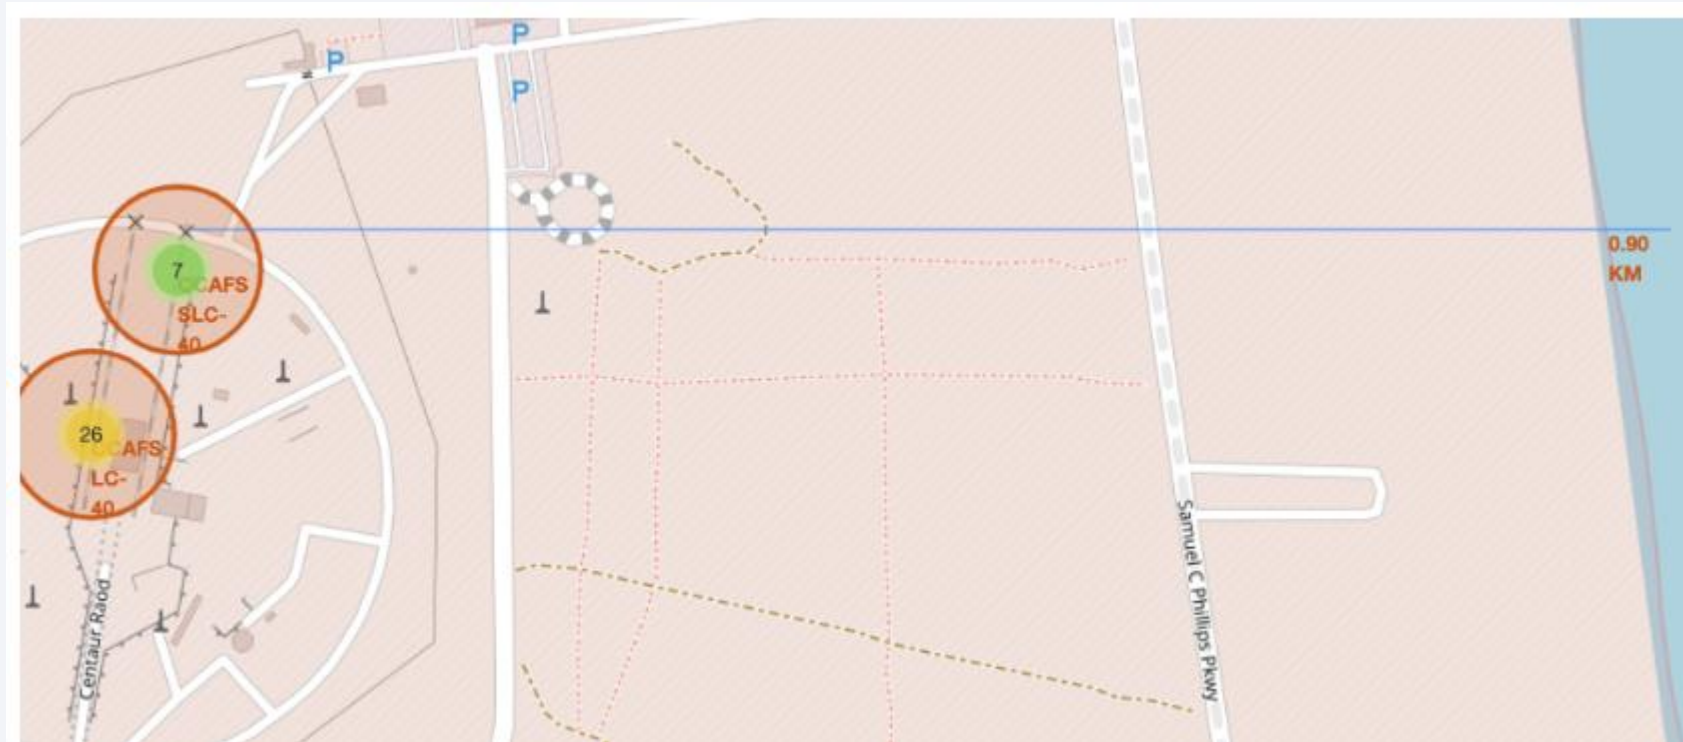 P
P
P
0.90
KM
7
CCAFS
SLC-
40
26
CCAFS
LC-
40
Samuel C Phillips Pkwy
Centaur Raod